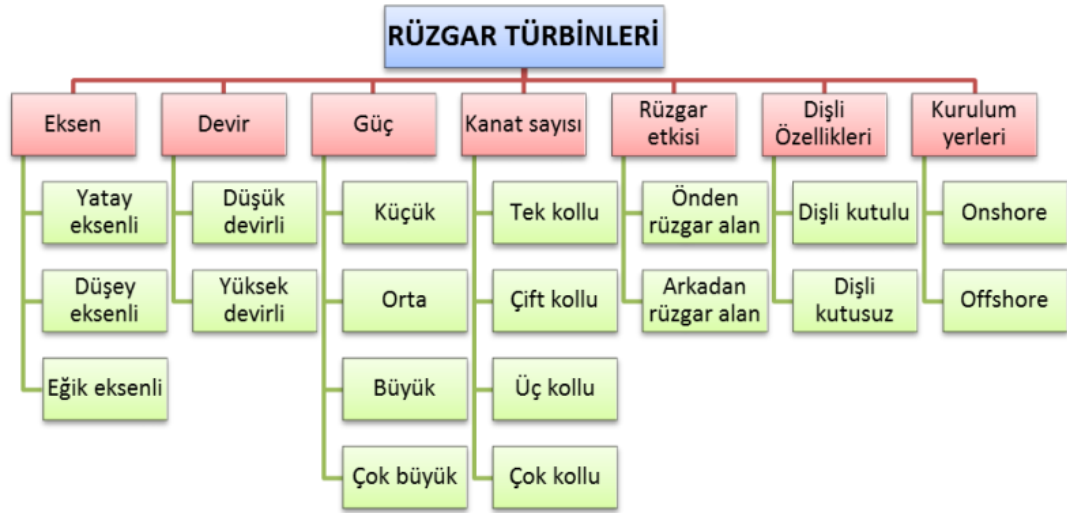 RÜZGAR TÜRBİNLERİ
Eksen
Yatay
eksenli
Düşey
eksenli
Eğik eksenli
Devir
Düşük
devirli
Yüksek
devirli
Güç
Küçük
Orta
Büyük
Çok büyük
Kanat sayısı
Tek kollu
Çift kollu
Üç kollu
Çok kollu
Rüzgar
etkisi
Önden
rüzgar alan
Arkadan
rüzgar alan
Dişli
Özellikleri
Dişli kutulu
Dişli
kutusuz
Kurulum
yerleri
Onshore
Offshore